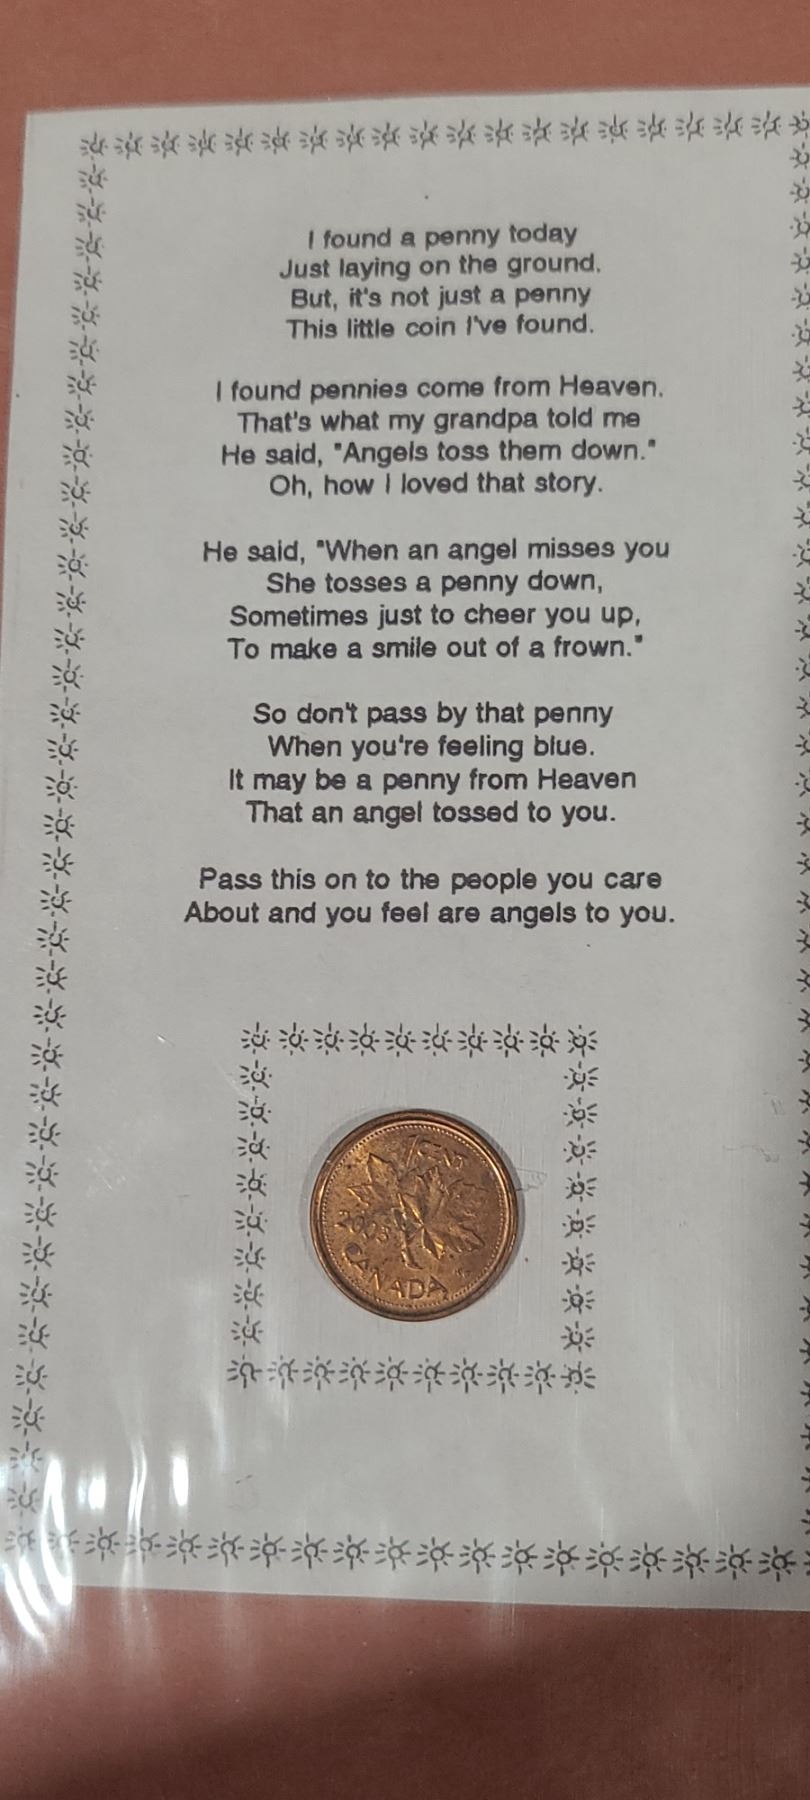 I found a penny today
Just laying on the ground.
But, it's not just a penny
This little coin I've found.
I found pennies come from Heaven.
That's what my grandpa told me
He said, "Angels toss them down."
Oh, how I loved that story.
He said, "When an angel misses you
She tosses a penny down,
Sometimes just to cheer you up,
To make a smile out of a frown."
So don't pass by that penny
When you're feeling blue.
It may be a penny from Heaven
That an angel tossed to you.
Pass this on to the people you care
About and you feel are angels to you.
1 CENT
2003
CANADA